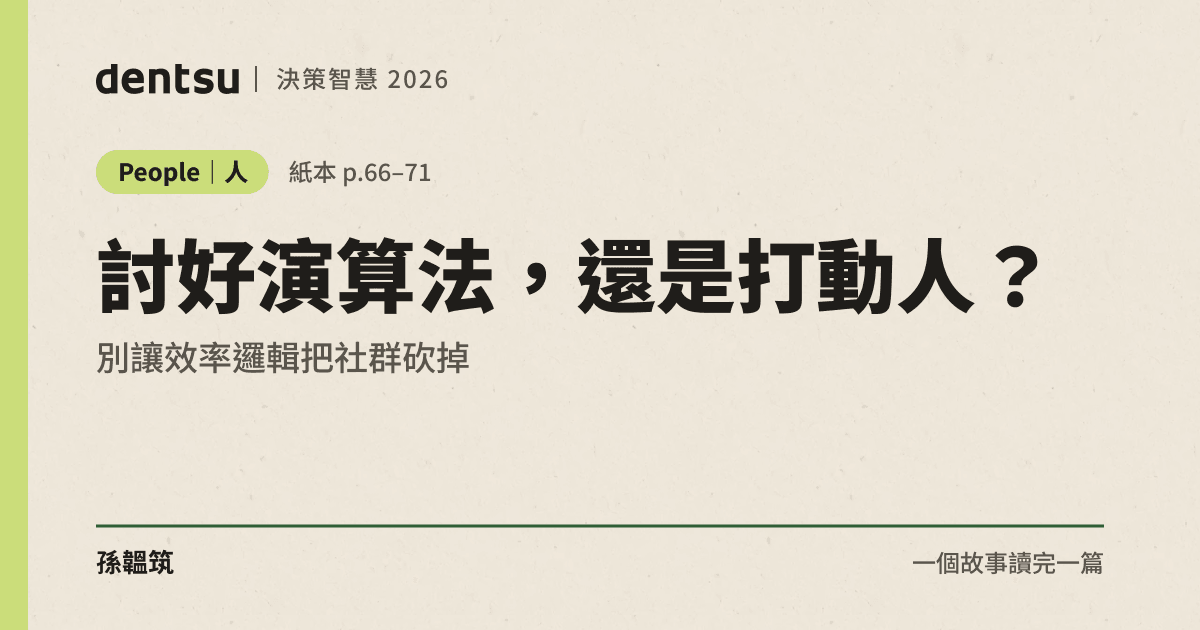 dentsu｜決策智慧 2026
People｜人 紙本 p.66–71
討好演算法，還是打動人？
別讓效率邏輯把社群砍掉
孫韞筑
一個故事讀完一篇